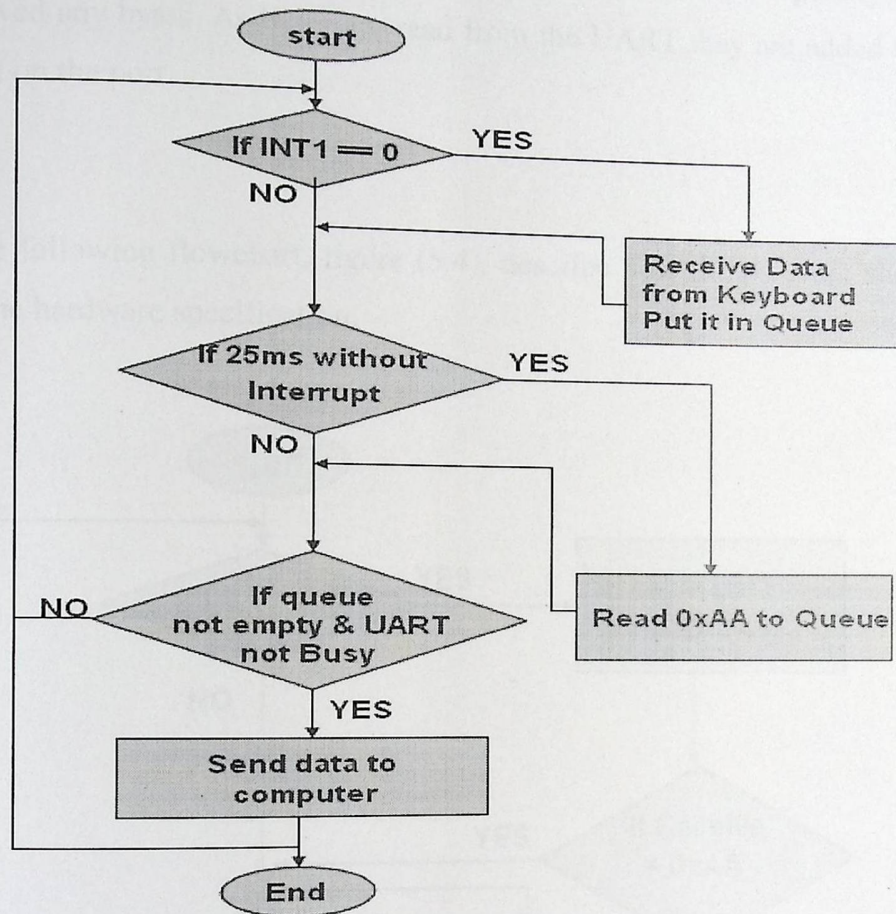 start
If INT1 == 0
YES
NO
Receive Data
from Keyboard
Put it in Queue
If 25ms without
Interrupt
YES
NO
If queue
not empty & UART
not Busy
NO
Read 0xAA to Queue
YES
Send data to
computer
End